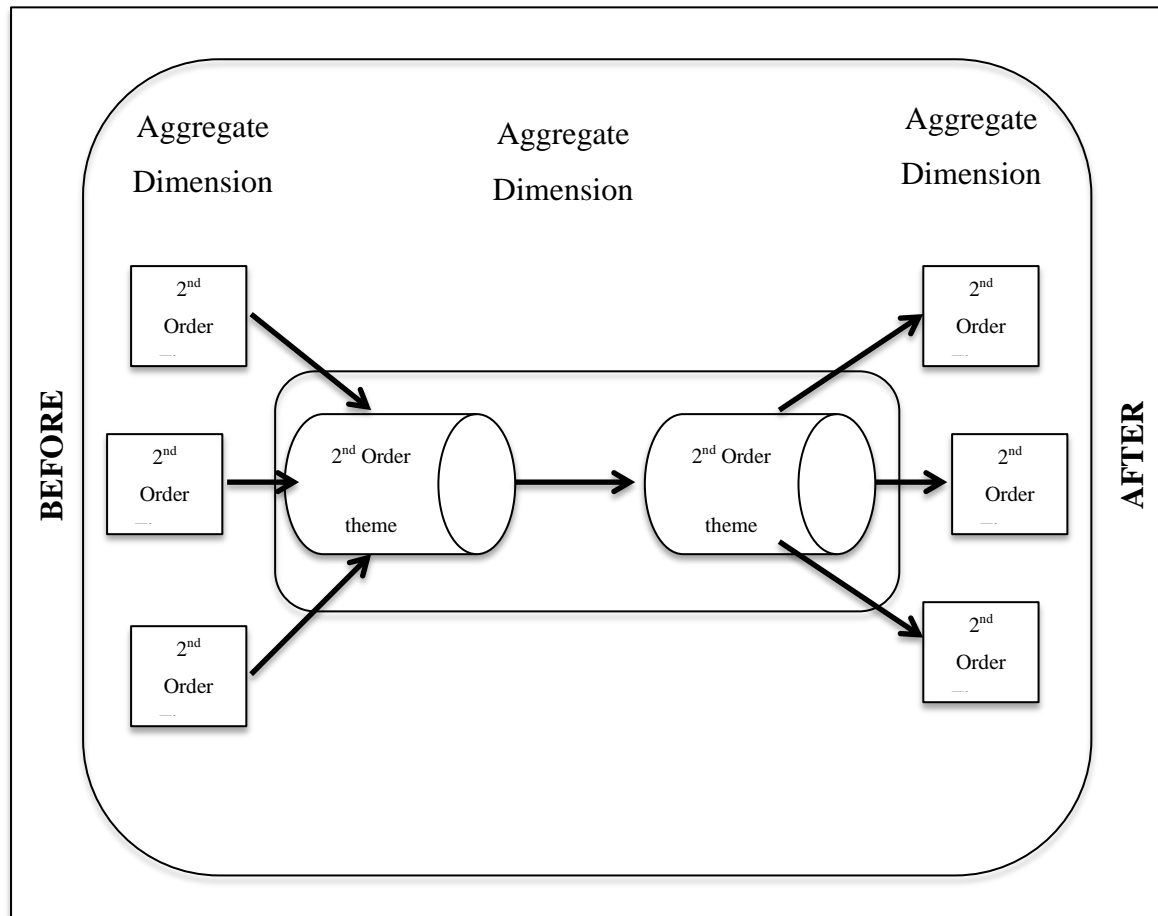 Aggregate
Dimension
Aggregate
Dimension
Aggregate
Dimension
BEFORE
2nd
Order
2nd
Order
2nd
Order
2nd Order
theme
2nd Order
theme
2nd
Order
2nd
Order
2nd
Order
AFTER